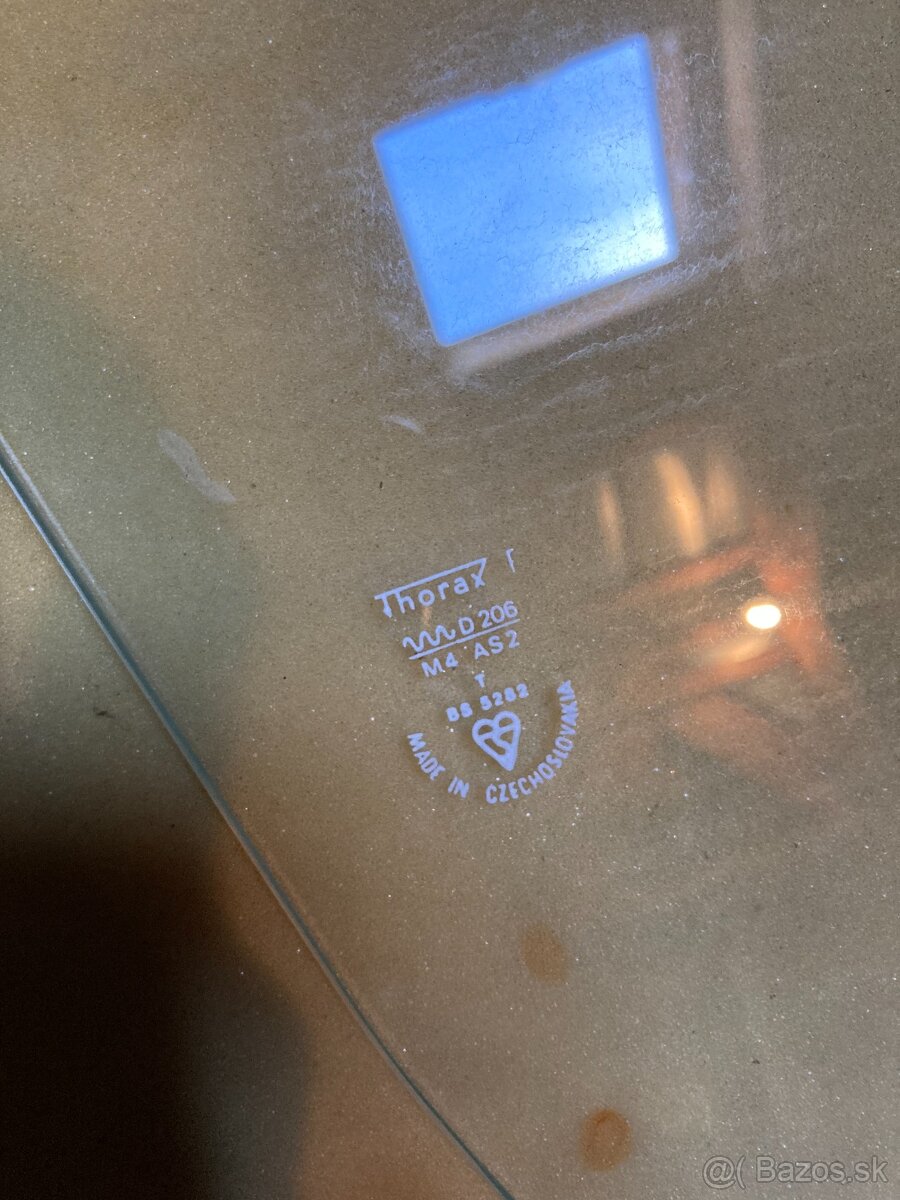 Thorax T
D 206
M4 AS2
T
BS 5282
MADE IN CZECHOSLOVAKIA
@( Bazos.sk